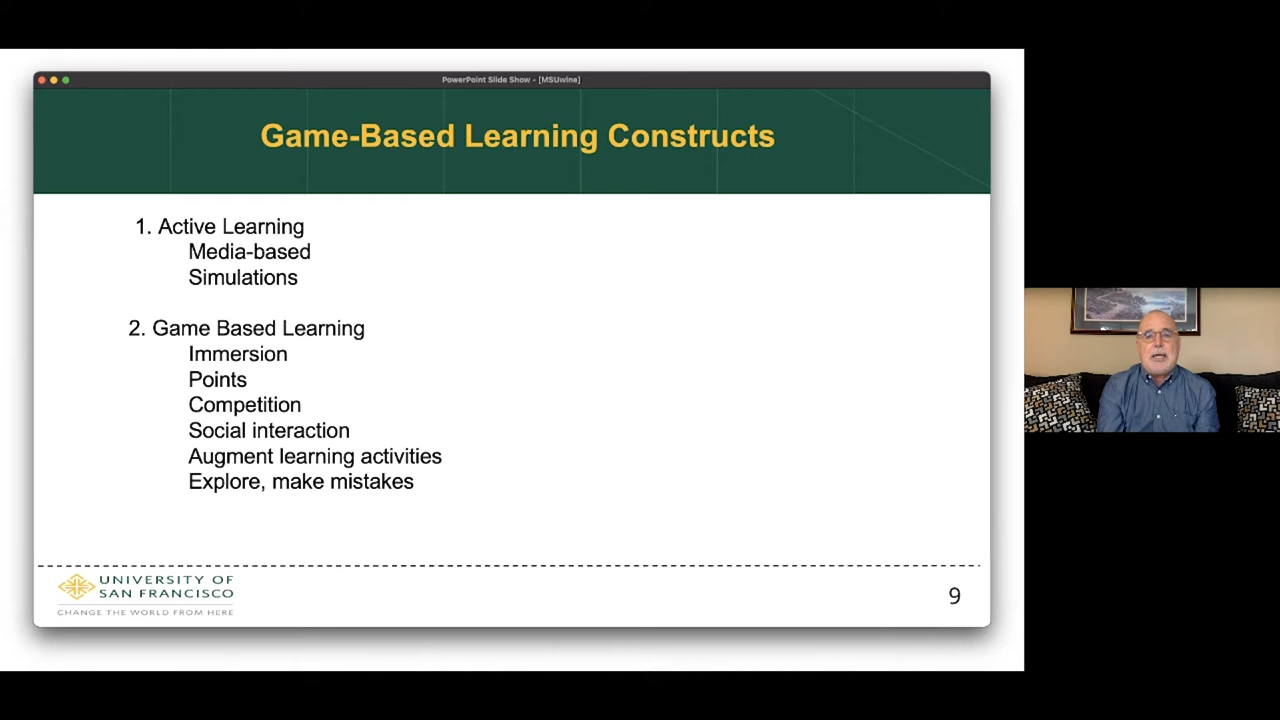 PowerPoint Slide Show - [MSUwine]
Game-Based Learning Constructs
1. Active Learning
Media-based
Simulations
2. Game Based Learning
Immersion
Points
Competition
Social interaction
Augment learning activities
Explore, make mistakes
UNIVERSITY OF
SAN FRANCISCO
CHANGE THE WORLD FROM HERE
9